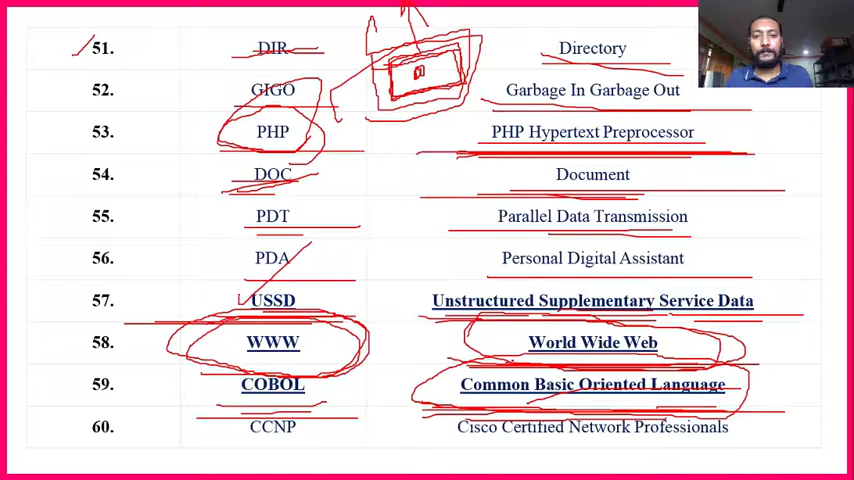 51. DIR Directory
52. GIGO Garbage In Garbage Out
53. PHP PHP Hypertext Preprocessor
54. DOC Document
55. PDT Parallel Data Transmission
56. PDA Personal Digital Assistant
57. USSD Unstructured Supplementary Service Data
58. WWW World Wide Web
59. COBOL Common Basic Oriented Language
60. CCNP Cisco Certified Network Professionals